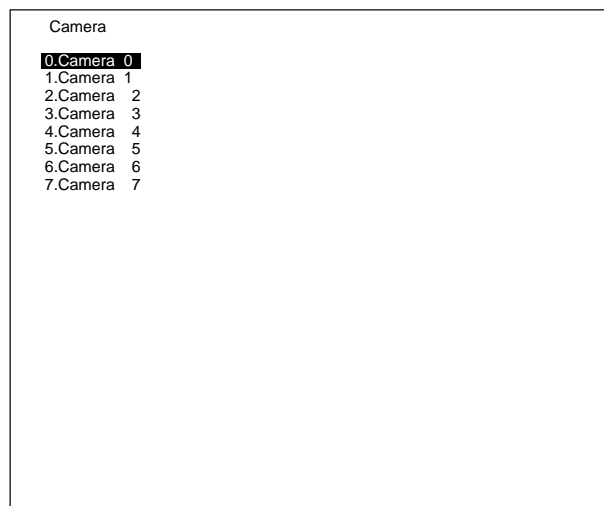 Camera
0.Camera 0
1.Camera 1
2.Camera 2
3.Camera 3
4.Camera 4
5.Camera 5
6.Camera 6
7.Camera 7